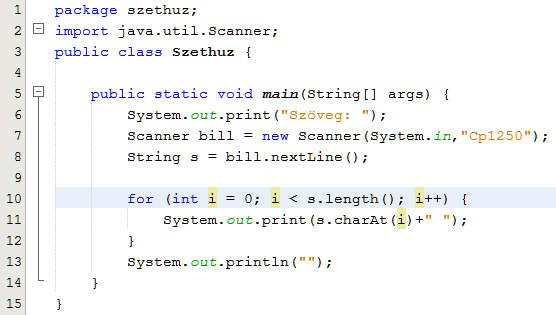 1 package szethuz;
2 import java.util.Scanner;
3 public class Szethuz {
4
5 public static void main(String[] args) {
6 System.out.print("Szöveg: ");
7 Scanner bill = new Scanner(System.in,"Cp1250");
8 String s = bill.nextLine();
9
10 for (int i = 0; i < s.length(); i++) {
11 System.out.print(s.charAt(i)+" ");
12 }
13 System.out.println("");
14 }
15 }